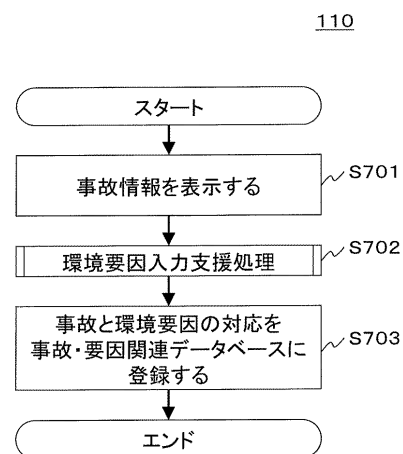 110
スタート
事故情報を表示する
S701
環境要因入力支援処理
S702
事故と環境要因の対応を
事故・要因関連データベースに
登録する
S703
エンド